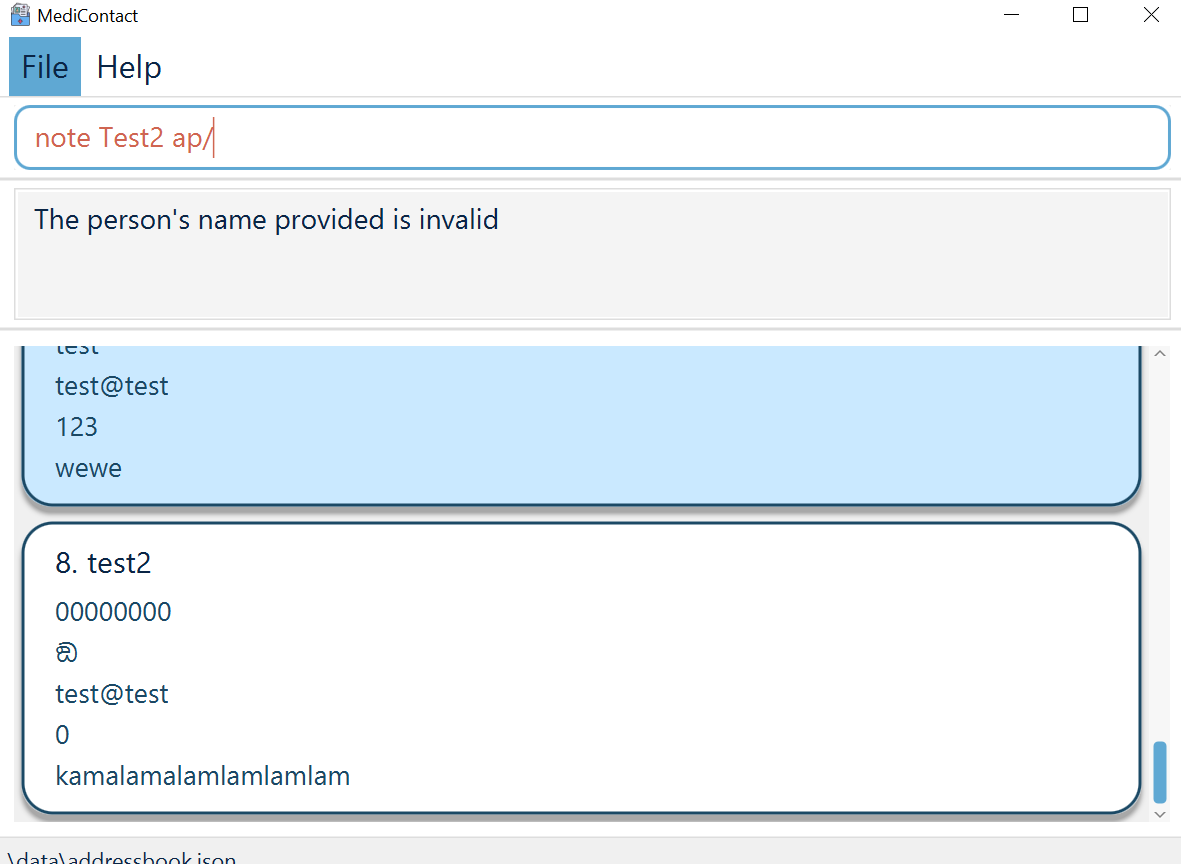 MediContact
File Help
note Test2 ap/
The person's name provided is invalid
test
test@test
123
wewe
8. test2
00000000
test@test
0
kamalamalamlamlamlam
\data\addressbook.json